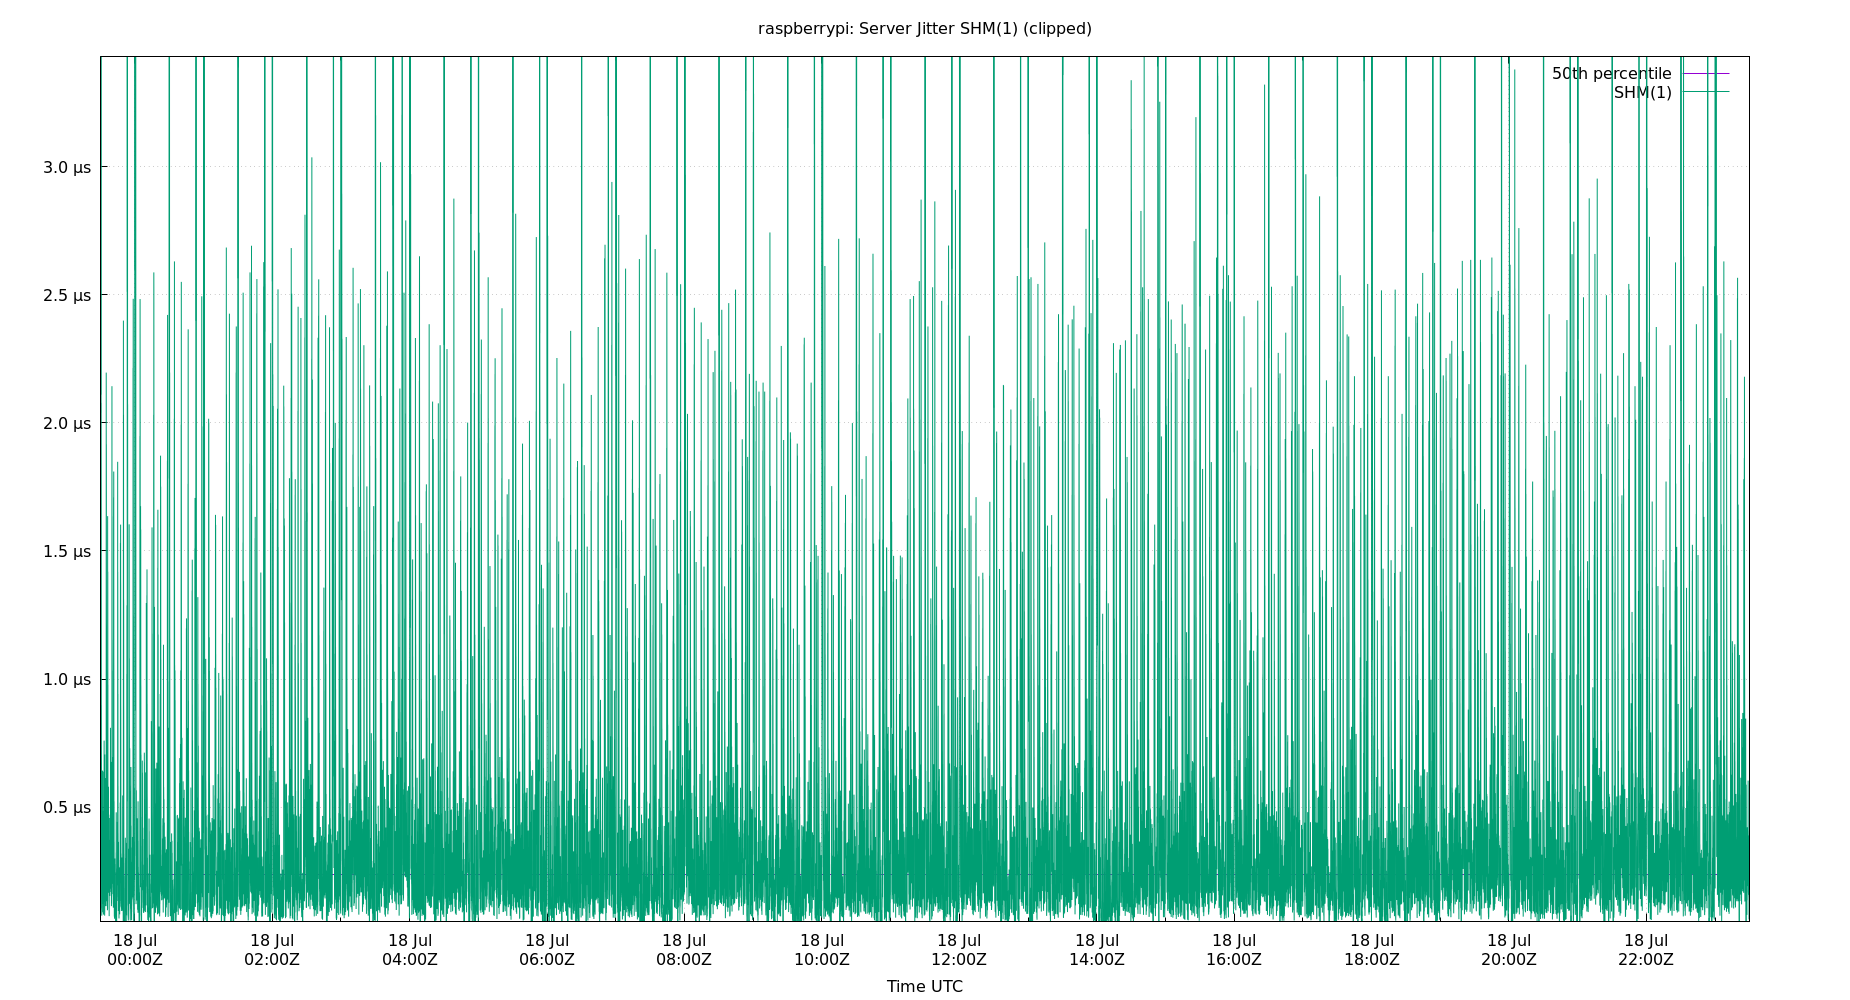 raspberrypi: Server Jitter SHM(1) (clipped)
50th percentile
SHM(1)
3.0 µs
2.5 µs
2.0 µs
1.5 µs
1.0 µs
0.5 µs
18 Jul 18 Jul 18 Jul 18 Jul 18 Jul 18 Jul 18 Jul 18 Jul 18 Jul 18 Jul 18 Jul 18 Jul
00:00Z 02:00Z 04:00Z 06:00Z 08:00Z 10:00Z 12:00Z 14:00Z 16:00Z 18:00Z 20:00Z 22:00Z
Time UTC